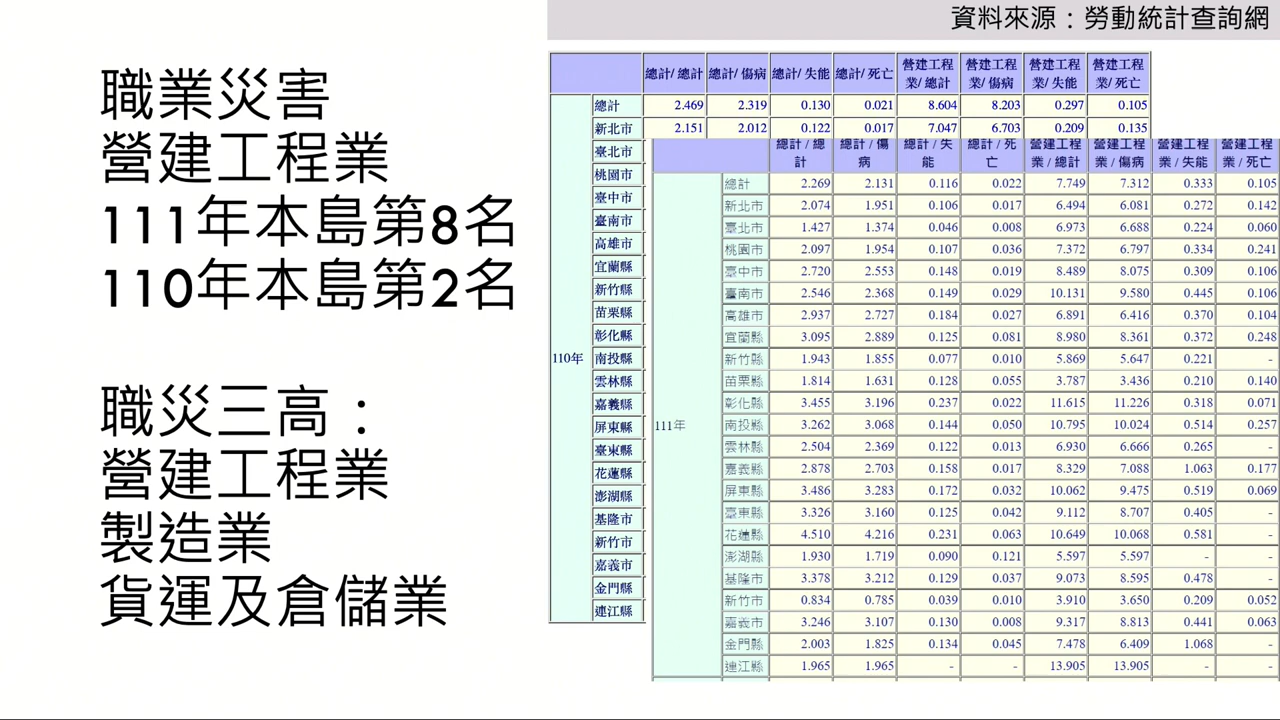 資料來源：勞動統計查詢網
職業災害
營建工程業
111年本島第8名
110年本島第2名
職災三高：
營建工程業
製造業
貨運及倉儲業
總計/ 總計 總計/ 傷病 總計/ 失能 總計/ 死亡 營建工程業/ 總計 營建工程業/ 傷病 營建工程業/ 失能 營建工程業/ 死亡
110年
總計 2.469 2.319 0.130 0.021 8.604 8.203 0.297 0.105
新北市 2.151 2.012 0.122 0.017 7.047 6.703 0.209 0.135
臺北市
桃園市
臺中市
臺南市
高雄市
宜蘭縣
新竹縣
苗栗縣
彰化縣
南投縣
雲林縣
嘉義縣
屏東縣
臺東縣
花蓮縣
澎湖縣
基隆市
新竹市
嘉義市
金門縣
連江縣
總計 / 總計 總計 / 傷病 總計 / 失能 總計 / 死亡 營建工程業 / 總計 營建工程業 / 傷病 營建工程業 / 失能 營建工程業 / 死亡
111年
總計 2.269 2.131 0.116 0.022 7.749 7.312 0.333 0.105
新北市 2.074 1.951 0.106 0.017 6.494 6.081 0.272 0.142
臺北市 1.427 1.374 0.046 0.008 6.973 6.688 0.224 0.060
桃園市 2.097 1.954 0.107 0.036 7.372 6.797 0.334 0.241
臺中市 2.720 2.553 0.148 0.019 8.489 8.075 0.309 0.106
臺南市 2.546 2.368 0.149 0.029 10.131 9.580 0.445 0.106
高雄市 2.937 2.727 0.184 0.027 6.891 6.416 0.370 0.104
宜蘭縣 3.095 2.889 0.125 0.081 8.980 8.361 0.372 0.248
新竹縣 1.943 1.855 0.077 0.010 5.869 5.647 0.221 -
苗栗縣 1.814 1.631 0.128 0.055 3.787 3.436 0.210 0.140
彰化縣 3.455 3.196 0.237 0.022 11.615 11.226 0.318 0.071
南投縣 3.262 3.068 0.144 0.050 10.795 10.024 0.514 0.257
雲林縣 2.504 2.369 0.122 0.013 6.930 6.666 0.265 -
嘉義縣 2.878 2.703 0.158 0.017 8.329 7.088 1.063 0.177
屏東縣 3.486 3.283 0.172 0.032 10.062 9.475 0.519 0.069
臺東縣 3.326 3.160 0.125 0.042 9.112 8.707 0.405 -
花蓮縣 4.510 4.216 0.231 0.063 10.649 10.068 0.581 -
澎湖縣 1.930 1.719 0.090 0.121 5.597 5.597 - -
基隆市 3.378 3.212 0.129 0.037 9.073 8.595 0.478 -
新竹市 0.834 0.785 0.039 0.010 3.910 3.650 0.209 0.052
嘉義市 3.246 3.107 0.130 0.008 9.317 8.813 0.441 0.063
金門縣 2.003 1.825 0.134 0.045 7.478 6.409 1.068 -
連江縣 1.965 1.965 - - 13.905 13.905 - -